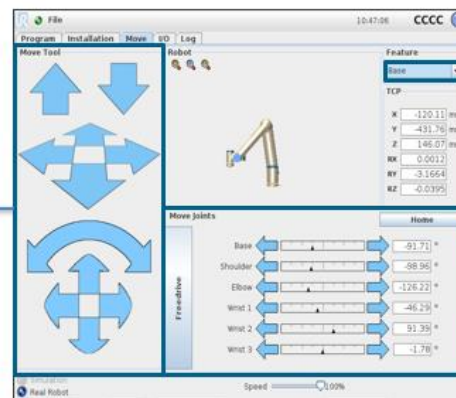 File 10:47:06 CCCC
Program Installation Move I/O Log
Move Tool
Robot
Feature
Base
TCP
X -120.11 mm
Y -431.76 mm
Z 146.07 mm
RX 0.0012
RY -3.1664
RZ -0.0395
Move Joints
Home
Freedrive
Base -91.71 °
Shoulder -98.96 °
Elbow -126.22 °
Wrist 1 -46.29 °
Wrist 2 91.39 °
Wrist 3 -1.78 °
Simulation
Real Robot
Speed 100%